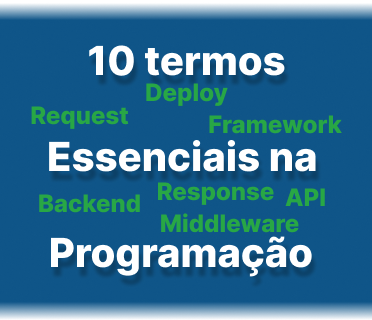 10 termos
Deploy
Request
Framework
Essenciais na
Response API
Backend
Middleware
Programação